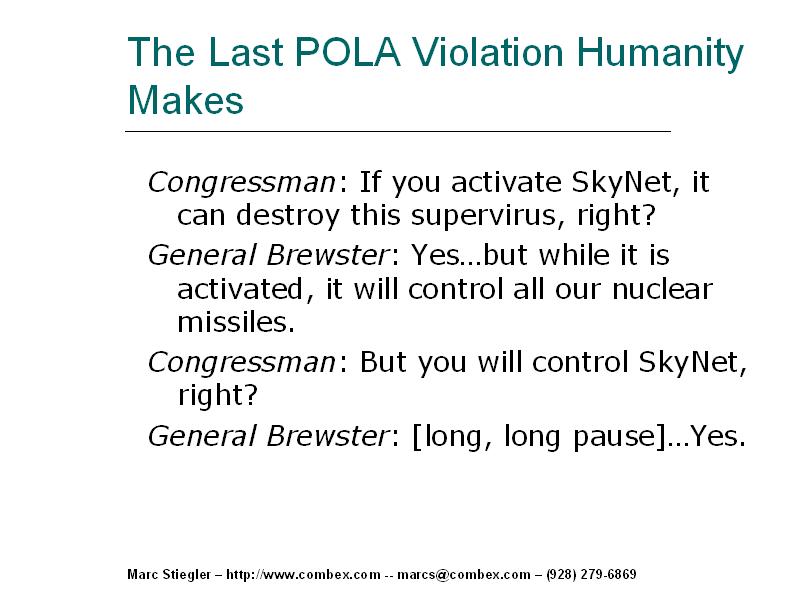 The Last POLA Violation Humanity
Makes
Congressman: If you activate SkyNet, it
can destroy this supervirus, right?
General Brewster: Yes…but while it is
activated, it will control all our nuclear
missiles.
Congressman: But you will control SkyNet,
right?
General Brewster: [long, long pause]…Yes.
Marc Stiegler – http://www.combex.com -- marcs@combex.com – (928) 279-6869